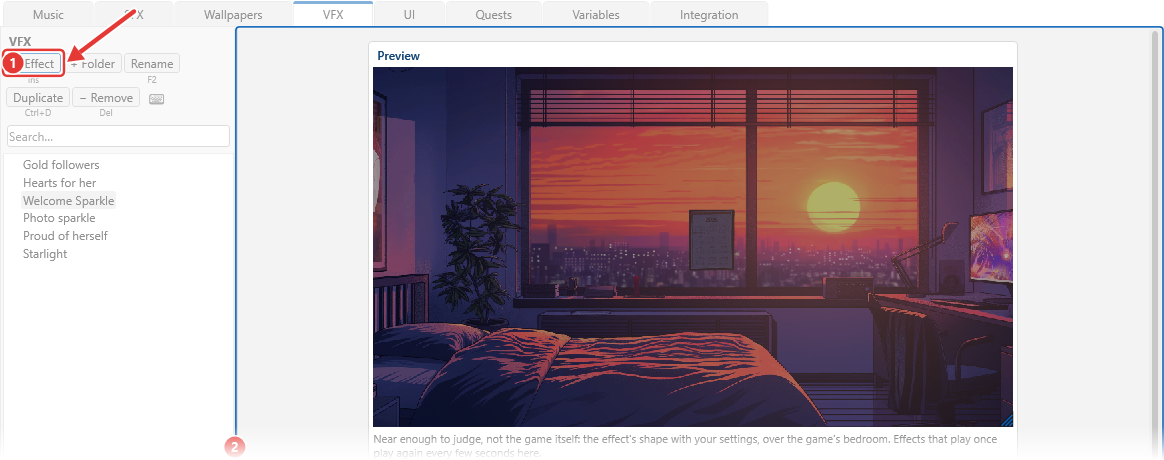 Music
Wallpapers
VFX
UI
Quests
Variables
Integration
VFX
1
Effect
+ Folder
Rename
Ins
F2
Duplicate
− Remove
Ctrl+D
Del
Search...
Gold followers
Hearts for her
Welcome Sparkle
Photo sparkle
Proud of herself
Starlight
2
Preview
Near enough to judge, not the game itself: the effect's shape with your settings, over the game's bedroom. Effects that play once
play again every few seconds here.